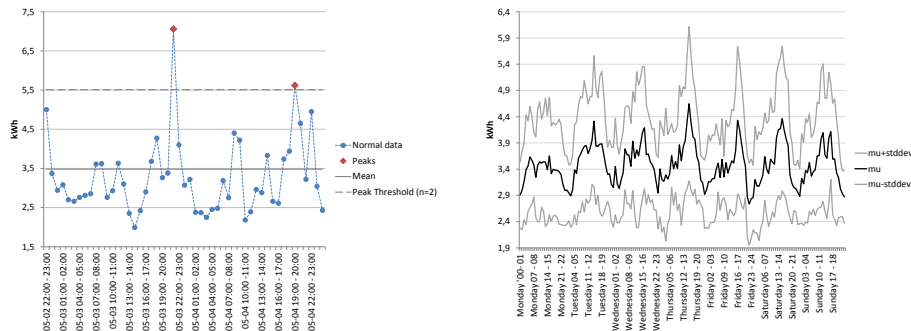 7,5
6,5
5,5
4,5
3,5
2,5
1,5
kWh
05-02 22:00 - 23:00
05-03 01:00 - 02:00
05-03 04:00 - 05:00
05-03 07:00 - 08:00
05-03 10:00 -11:00
05-03 13:00 - 14:00
05-03 16:00 - 17:00
05-03 19:00 - 20:00
05-03 22:00 - 23:00
05-04 01:00 - 02:00
05-04 04:00 - 05:00
05-04 07:00 - 08:00
05-04 10:00 -11:00
05-04 13:00 - 14:00
05-04 16:00 - 17:00
05-04 19:00 - 20:00
05-04 22:00 - 23:00
Normal data
Peaks
Mean
Peak Threshold (n=2)
6,4
5,9
5,4
4,9
4,4
3,9
3,4
2,9
2,4
1,9
kWh
Monday '00-01
Monday 07 - 08
Monday 14 - 15
Monday 21 - 22
Tuesday 04 - 05
Tuesday 11 - 12
Tuesday 18 - 19
Wednesday 01 - 02
Wednesday 08 - 09
Wednesday 15 - 16
Wednesday 22 - 23
Thursday 05 - 06
Thursday 12 - 13
Thursday 19 - 20
Friday 02 - 03
Friday 09 - 10
Friday 16 - 17
Friday 23 - 24
Saturday 06 - 07
Saturday 13 - 14
Saturday 20 - 21
Sunday 03 - 04
Sunday 10 - 11
Sunday 17 - 18
mu+stddev
mu
mu-stddev